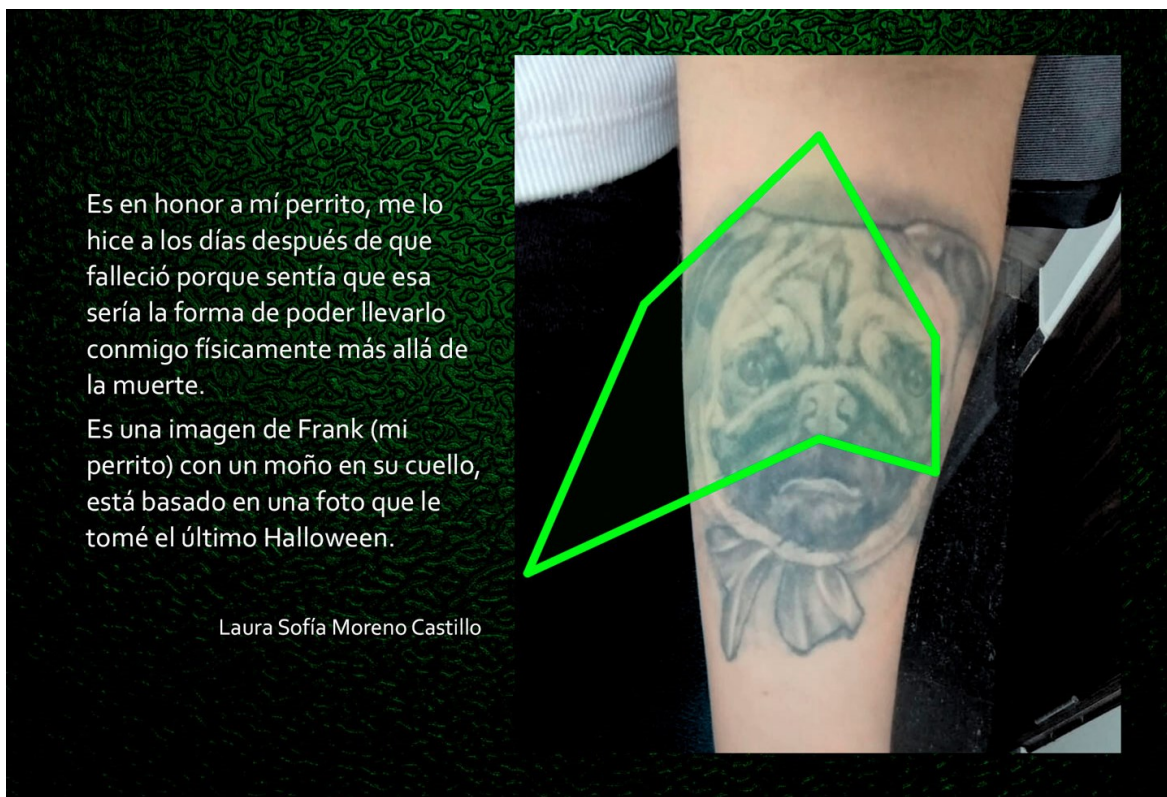 Es en honor a mí perrito, me lo
hice a los días después de que
falleció porque sentía que esa
sería la forma de poder llevarlo
conmigo físicamente más allá de
la muerte.
Es una imagen de Frank (mi
perrito) con un moño en su cuello,
está basado en una foto que le
tomé el último Halloween.
Laura Sofía Moreno Castillo